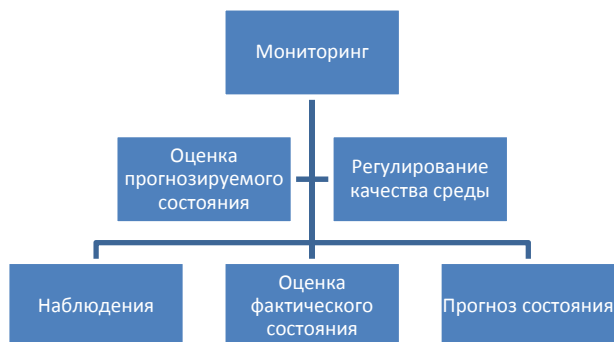 Мониторинг
Оценка
прогнозируемого
состояния
Регулирование
качества среды
Наблюдения
Оценка
фактического
состояния
Прогноз состояния